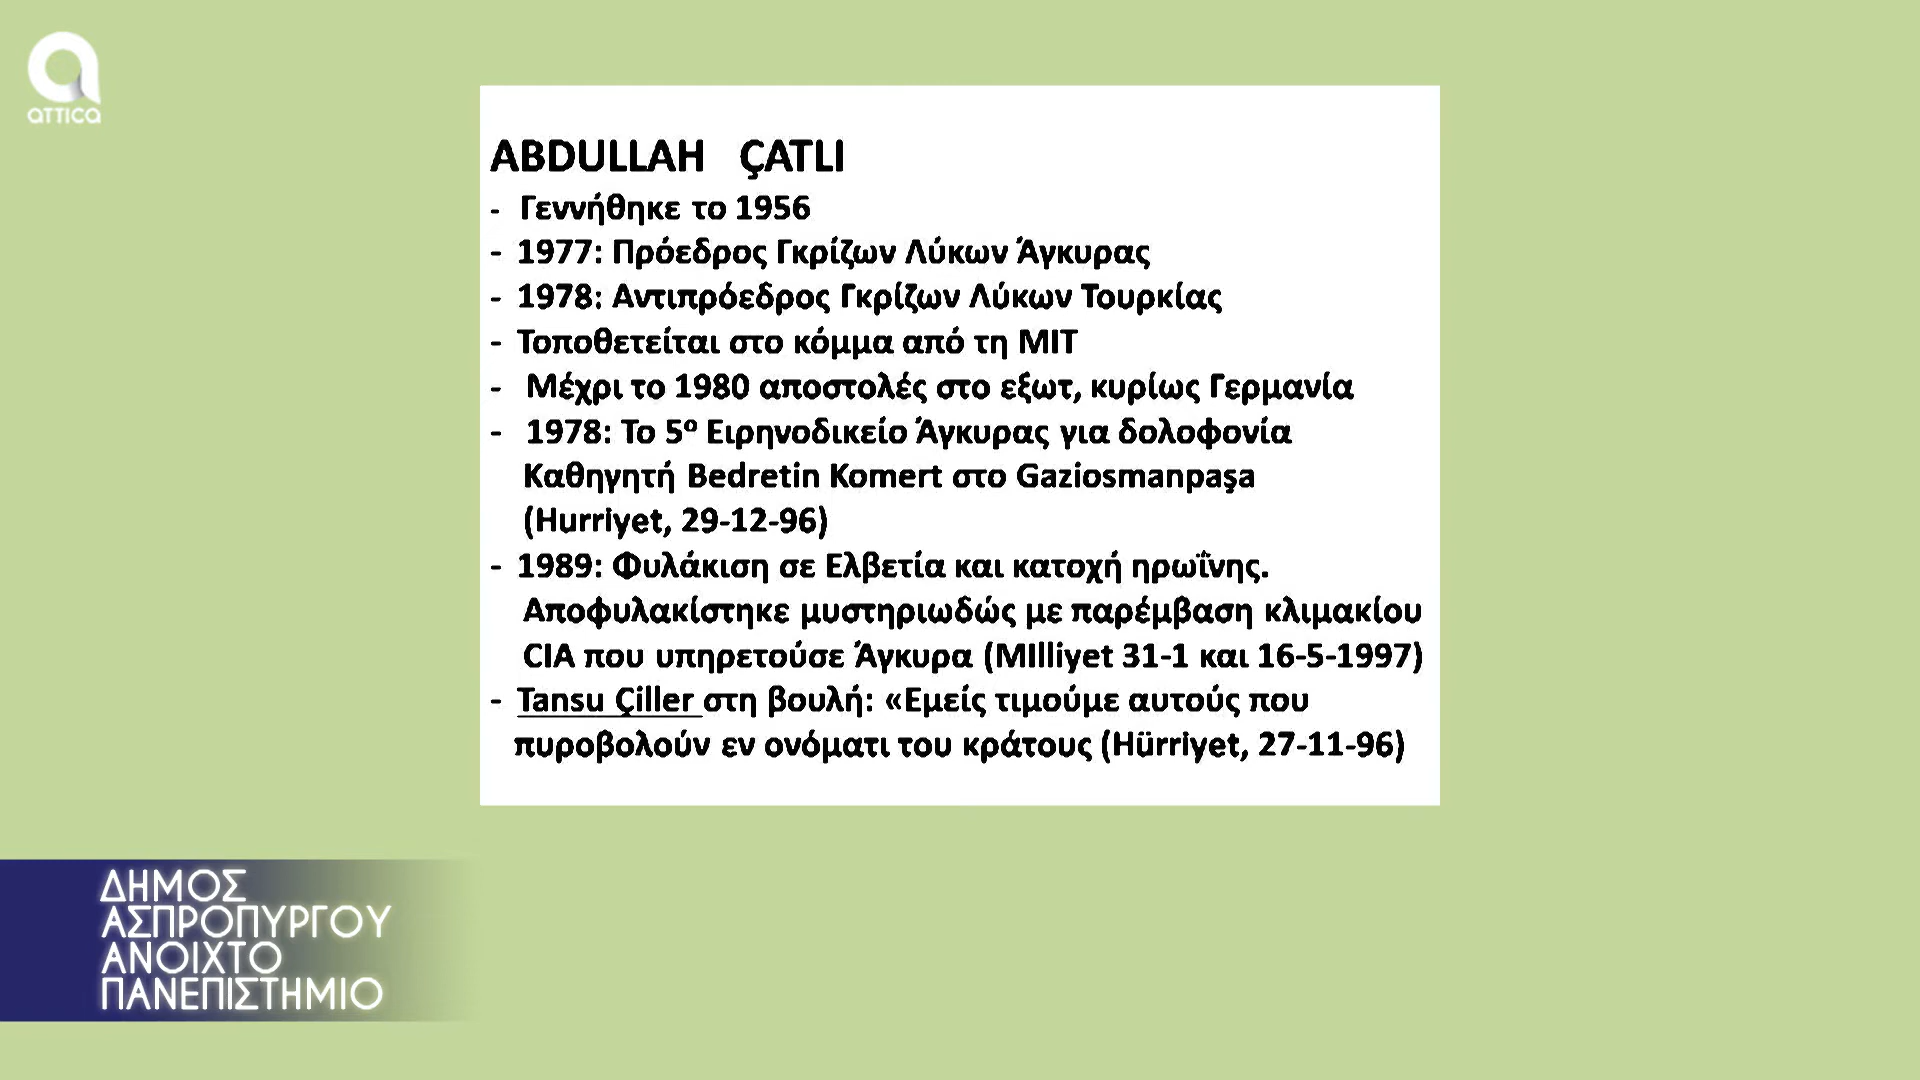 attica
ABDULLAH ÇATLI
- Γεννήθηκε το 1956
- 1977: Πρόεδρος Γκρίζων Λύκων Άγκυρας
- 1978: Αντιπρόεδρος Γκρίζων Λύκων Τουρκίας
- Τοποθετείται στο κόμμα από τη ΜΙΤ
- Μέχρι το 1980 αποστολές στο εξωτ, κυρίως Γερμανία
- 1978: Το 5ο Ειρηνοδικείο Άγκυρας για δολοφονία
Καθηγητή Bedretin Komert στο Gaziosmanpaşa
(Hurriyet, 29-12-96)
- 1989: Φυλάκιση σε Ελβετία και κατοχή ηρωΐνης.
Αποφυλακίστηκε μυστηριωδώς με παρέμβαση κλιμακίου
CIA που υπηρετούσε Άγκυρα (MIlliyet 31-1 και 16-5-1997)
- Tansu Çiller στη βουλή: «Εμείς τιμούμε αυτούς που
πυροβολούν εν ονόματι του κράτους (Hürriyet, 27-11-96)
ΔΗΜΟΣ
ΑΣΠΡΟΠΥΡΓΟΥ
ΑΝΟΙΧΤΟ
ΠΑΝΕΠΙΣΤΗΜΙΟ